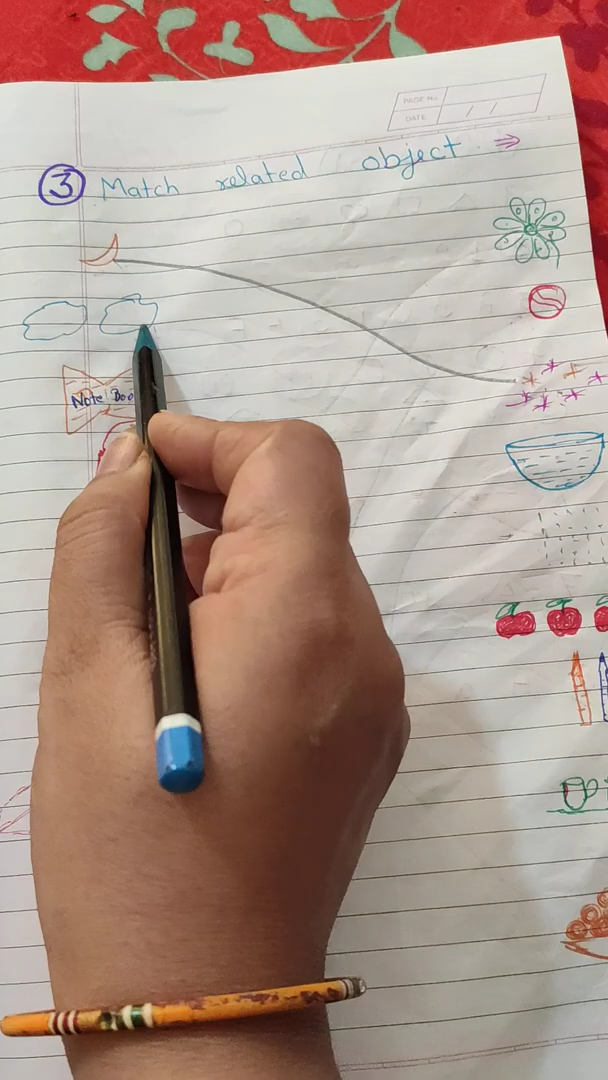 PAGE No.
DATE / /
3 Match related object ⇒
Note Boo